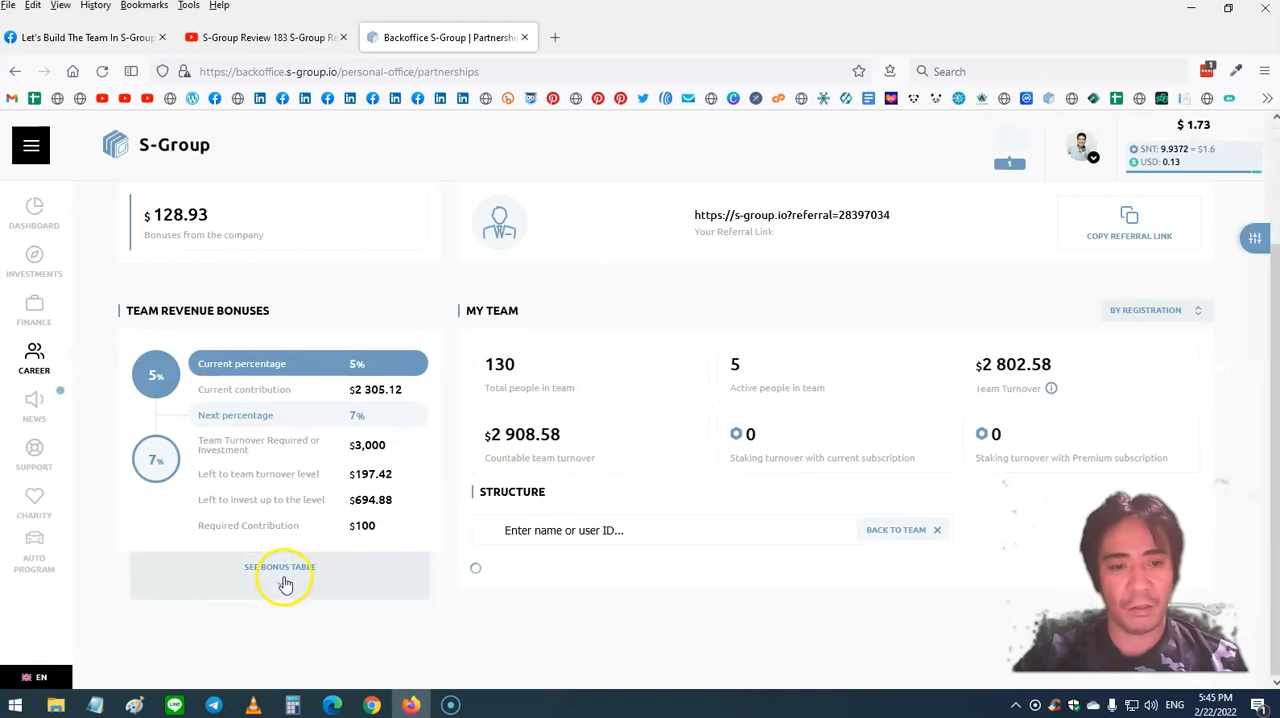 File Edit View History Bookmarks Tools Help
Let's Build The Team In S-Group
S-Group Review 183 S-Group Re
Backoffice S-Group | Partnership
https://backoffice.s-group.io/personal-office/partnerships
Search
S-Group
1
$ 1.73
SNT: 9.9372 = $1.6
USD: 0.13
DASHBOARD
INVESTMENTS
FINANCE
CAREER
NEWS
SUPPORT
CHARITY
AUTO PROGRAM
EN
$ 128.93
Bonuses from the company
https://s-group.io?referral=28397034
Your Referral Link
COPY REFERRAL LINK
TEAM REVENUE BONUSES
5%
Current percentage 5%
Current contribution $2 305.12
Next percentage 7%
7%
Team Turnover Required or Investment $3,000
Left to team turnover level $197.42
Left to invest up to the level $694.88
Required Contribution $100
SEE BONUS TABLE
MY TEAM
BY REGISTRATION
130
Total people in team
5
Active people in team
$2 802.58
Team Turnover
$2 908.58
Countable team turnover
0
Staking turnover with current subscription
0
Staking turnover with Premium subscription
STRUCTURE
Enter name or user ID...
BACK TO TEAM
ENG
5:45 PM
2/22/2022